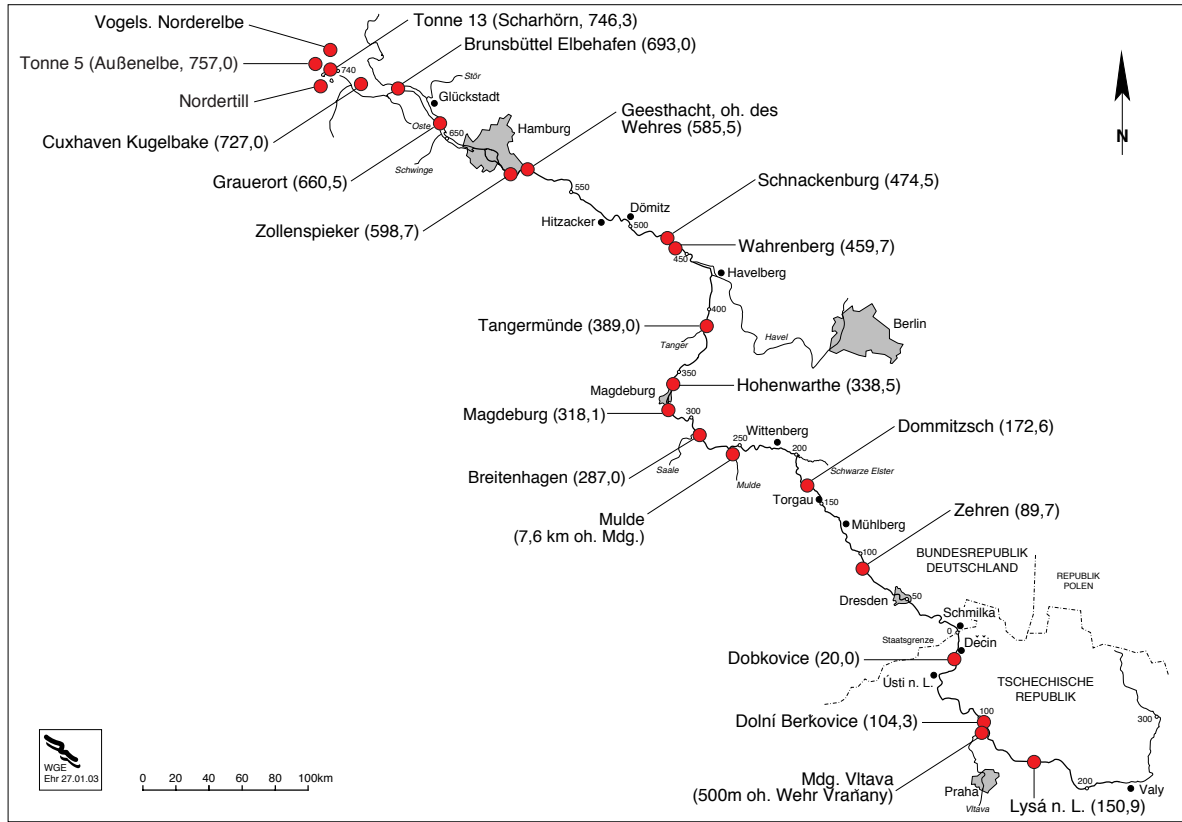 Vogels. Norderelbe
Tonne 13 (Scharhörn, 746,3)
Brunsbüttel Elbehafen (693,0)
Tonne 5 (Außenelbe, 757,0)
740
Stör
Nordertill
Glückstadt
Geesthacht, oh. des
Wehres (585,5)
Cuxhaven Kugelbake (727,0)
Oste
650
Hamburg
N
Schwinge
Grauerort (660,5)
550
Schnackenburg (474,5)
Zollenspieker (598,7)
Hitzacker
Dömitz
500
Wahrenberg (459,7)
450
Havelberg
400
Tangermünde (389,0)
Tanger
Havel
Berlin
350
Magdeburg
Hohenwarthe (338,5)
Magdeburg (318,1)
300
Wittenberg
Dommitzsch (172,6)
250
200
Breitenhagen (287,0)
Saale
Mulde
Schwarze Elster
Torgau
150
Mulde
(7,6 km oh. Mdg.)
Mühlberg
Zehren (89,7)
100
BUNDESREPUBLIK
DEUTSCHLAND
REPUBLIK
POLEN
Dresden
50
Schmilka
0
Staatsgrenze
Děčin
Dobkovice (20,0)
Ústi n. L.
TSCHECHISCHE
REPUBLIK
100
300
Dolní Beřkovice (104,3)
WGE
Ehr 27.01.03
0 20 40 60 80 100km
Mdg. Vltava
(500m oh. Wehr Vraňany)
Praha
Vltava
Lysá n. L. (150,9)
200
Valy